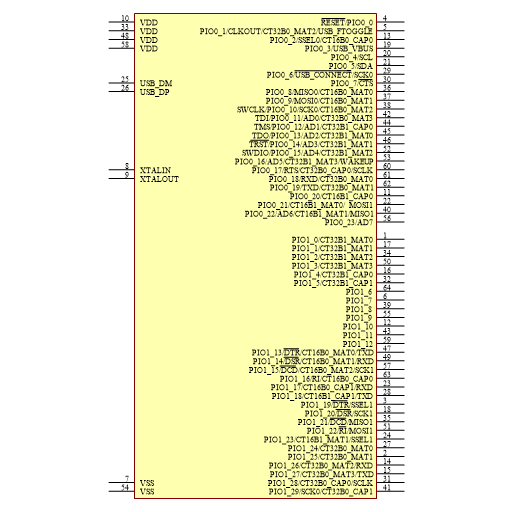 10 VDD
33 VDD
48 VDD
58 VDD
25 USB_DM
26 USB_DP
8 XTALIN
9 XTALOUT
7 VSS
54 VSS
RESET/PIO0_0 4
PIO0_1/CLKOUT/CT32B0_MAT2/USB_FTOGGLE 5
PIO0_2/SSEL0/CT16B0_CAP0 13
PIO0_3/USB_VBUS 19
PIO0_4/SCL 20
PIO0_5/SDA 21
PIO0_6/USB_CONNECT/SCK0 29
PIO0_7/CTS 30
PIO0_8/MISO0/CT16B0_MAT0 36
PIO0_9/MOSI0/CT16B0_MAT1 37
SWCLK/PIO0_10/SCK0/CT16B0_MAT2 38
TDI/PIO0_11/AD0/CT32B0_MAT3 42
TMS/PIO0_12/AD1/CT32B1_CAP0 44
TDO/PIO0_13/AD2/CT32B1_MAT0 45
TRST/PIO0_14/AD3/CT32B1_MAT1 46
SWDIO/PIO0_15/AD4/CT32B1_MAT2 52
PIO0_16/AD5/CT32B1_MAT3/WAKEUP 53
PIO0_17/RTS/CT32B0_CAP0/SCLK 60
PIO0_18/RXD/CT32B0_MAT0 61
PIO0_19/TXD/CT32B0_MAT1 62
PIO0_20/CT16B1_CAP0 11
PIO0_21/CT16B1_MAT0/ MOSI1 22
PIO0_22/AD6/CT16B1_MAT1/MISO1 40
PIO0_23/AD7 56
PIO1_0/CT32B1_MAT0 1
PIO1_1/CT32B1_MAT1 17
PIO1_2/CT32B1_MAT2 34
PIO1_3/CT32B1_MAT3 50
PIO1_4/CT32B1_CAP0 16
PIO1_5/CT32B1_CAP1 32
PIO1_6 64
PIO1_7 6
PIO1_8 39
PIO1_9 55
PIO1_10 12
PIO1_11 43
PIO1_12 59
PIO1_13/DTR/CT16B0_MAT0/TXD 47
PIO1_14/DSR/CT16B0_MAT1/RXD 49
PIO1_15/DCD/CT16B0_MAT2/SCK1 57
PIO1_16/RI/CT16B0_CAP0 63
PIO1_17/CT16B0_CAP1/RXD 23
PIO1_18/CT16B1_CAP1/TXD 28
PIO1_19/DTR/SSEL1 3
PIO1_20/DSR/SCK1 18
PIO1_21/DCD/MISO1 35
PIO1_22/RI/MOSI1 51
PIO1_23/CT16B1_MAT1/SSEL1 24
PIO1_24/CT32B0_MAT0 27
PIO1_25/CT32B0_MAT1 2
PIO1_26/CT32B0_MAT2/RXD 14
PIO1_27/CT32B0_MAT3/TXD 15
PIO1_28/CT32B0_CAP0/SCLK 31
PIO1_29/SCK0/CT32B0_CAP1 41